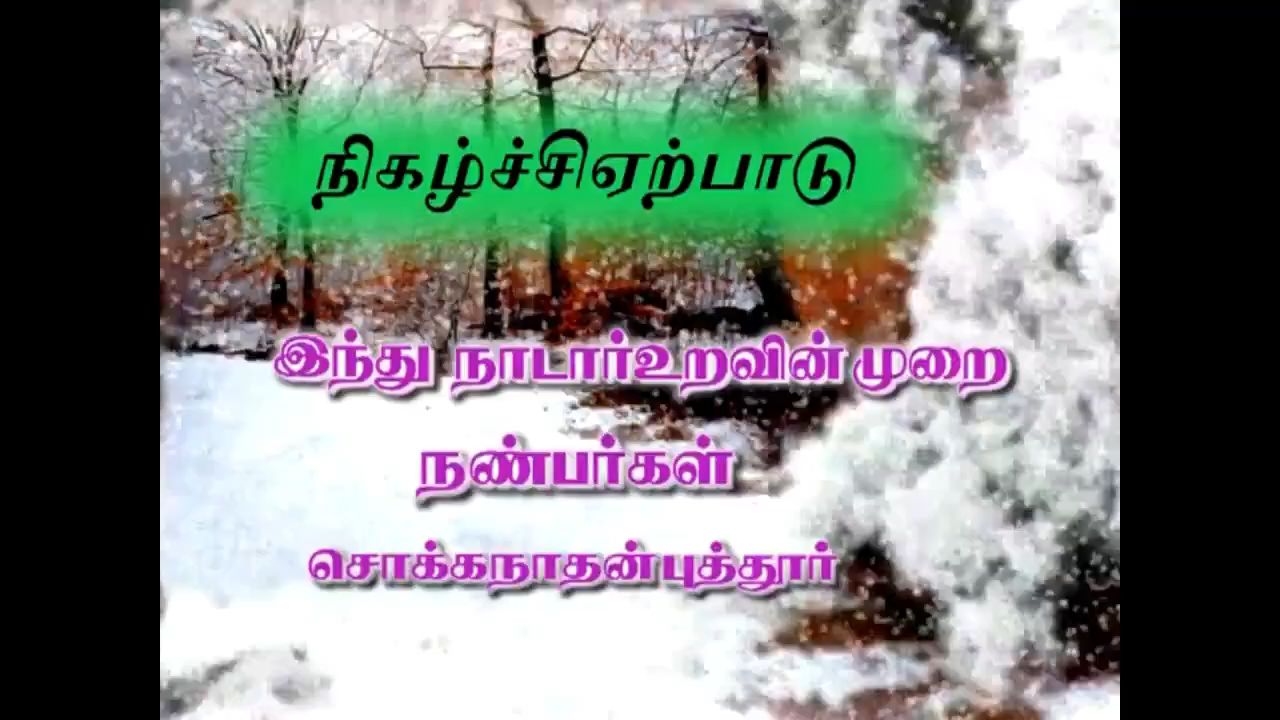 நிகழ்ச்சிஏற்பாடு
இந்து நாடார்உறவின்முறை
நண்பர்கள்
சொக்கநாதன்புத்தூர்